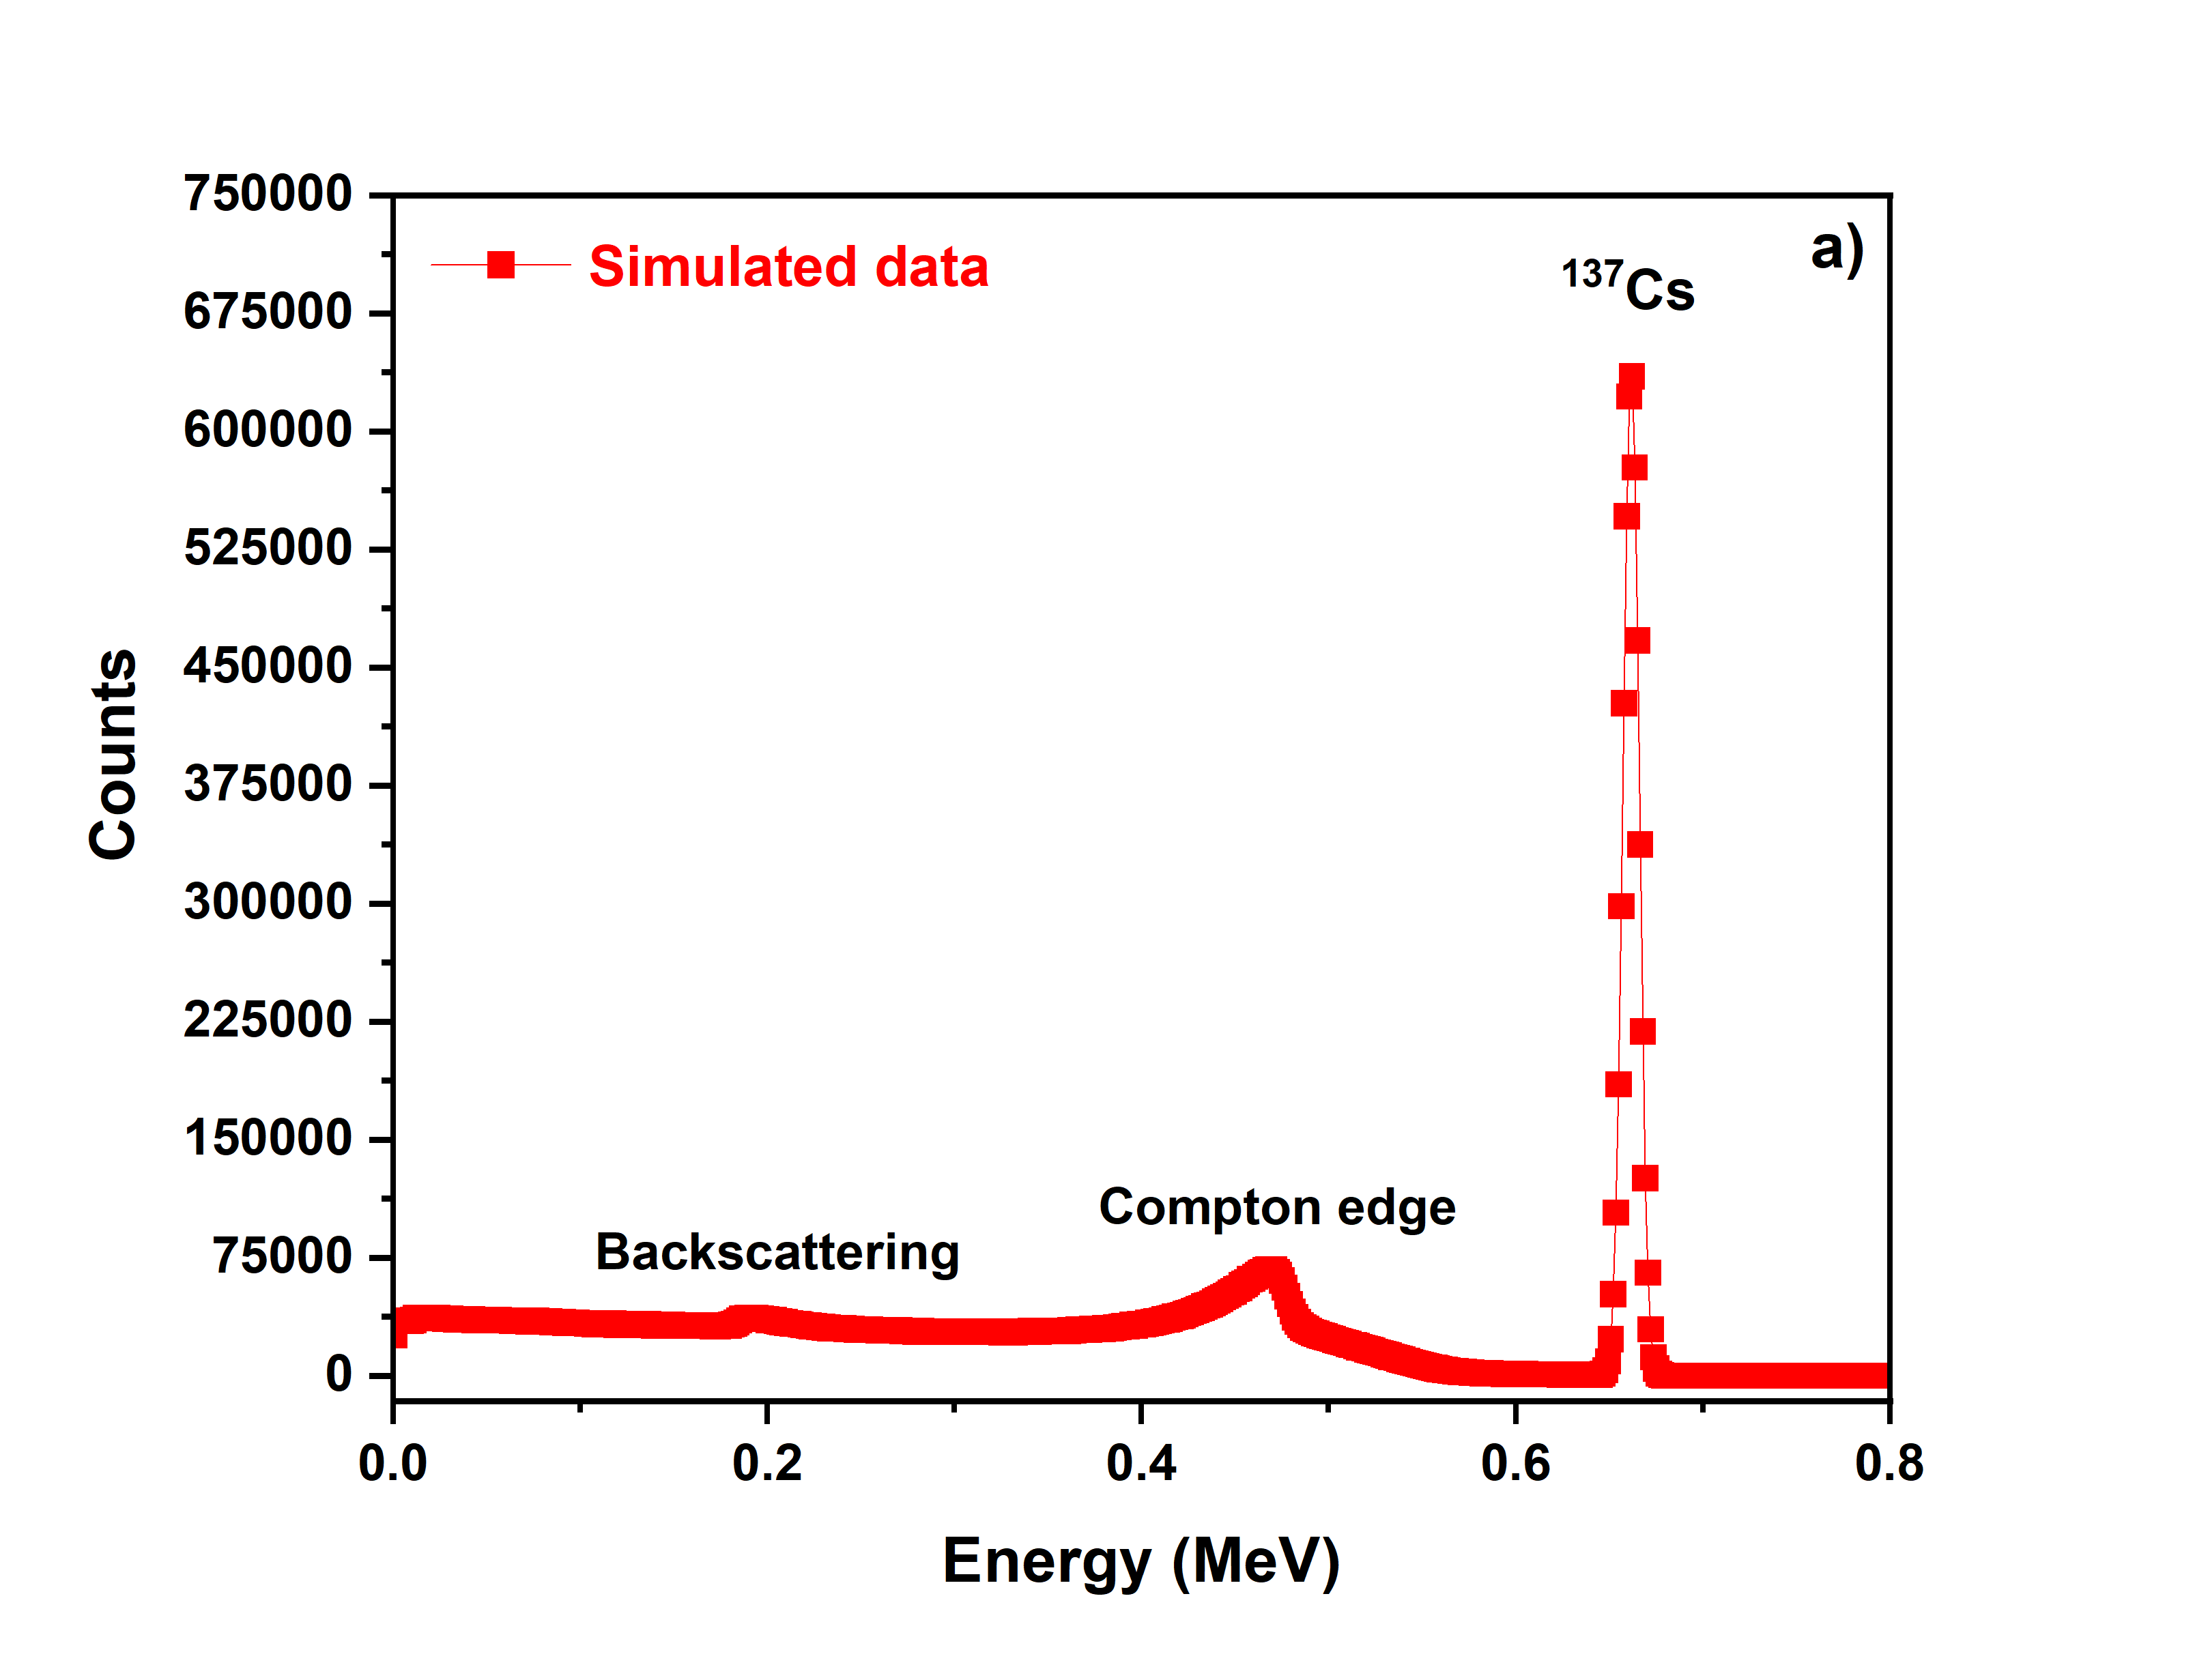 750000
675000
600000
525000
450000
375000
300000
225000
150000
75000
0
Counts
Simulated data
¹³⁷Cs
a)
Backscattering
Compton edge
0.0 0.2 0.4 0.6 0.8
Energy (MeV)